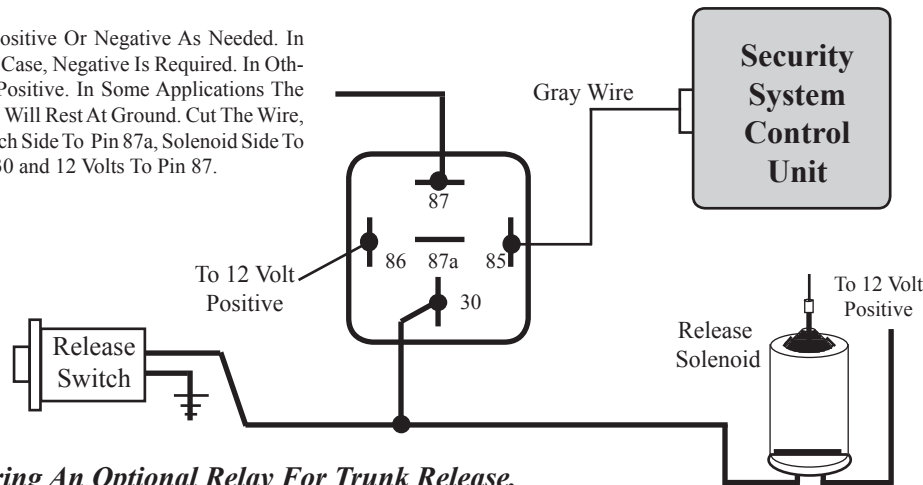 ositive Or Negative As Needed. In
Case, Negative Is Required. In Oth-
Positive. In Some Applications The
Will Rest At Ground. Cut The Wire,
ch Side To Pin 87a, Solenoid Side To
30 and 12 Volts To Pin 87.
Gray Wire
Security
System
Control
Unit
87
86
87a
85
30
To 12 Volt
Positive
To 12 Volt
Positive
Release
Solenoid
Release
Switch
ring An Optional Relay For Trunk Release.